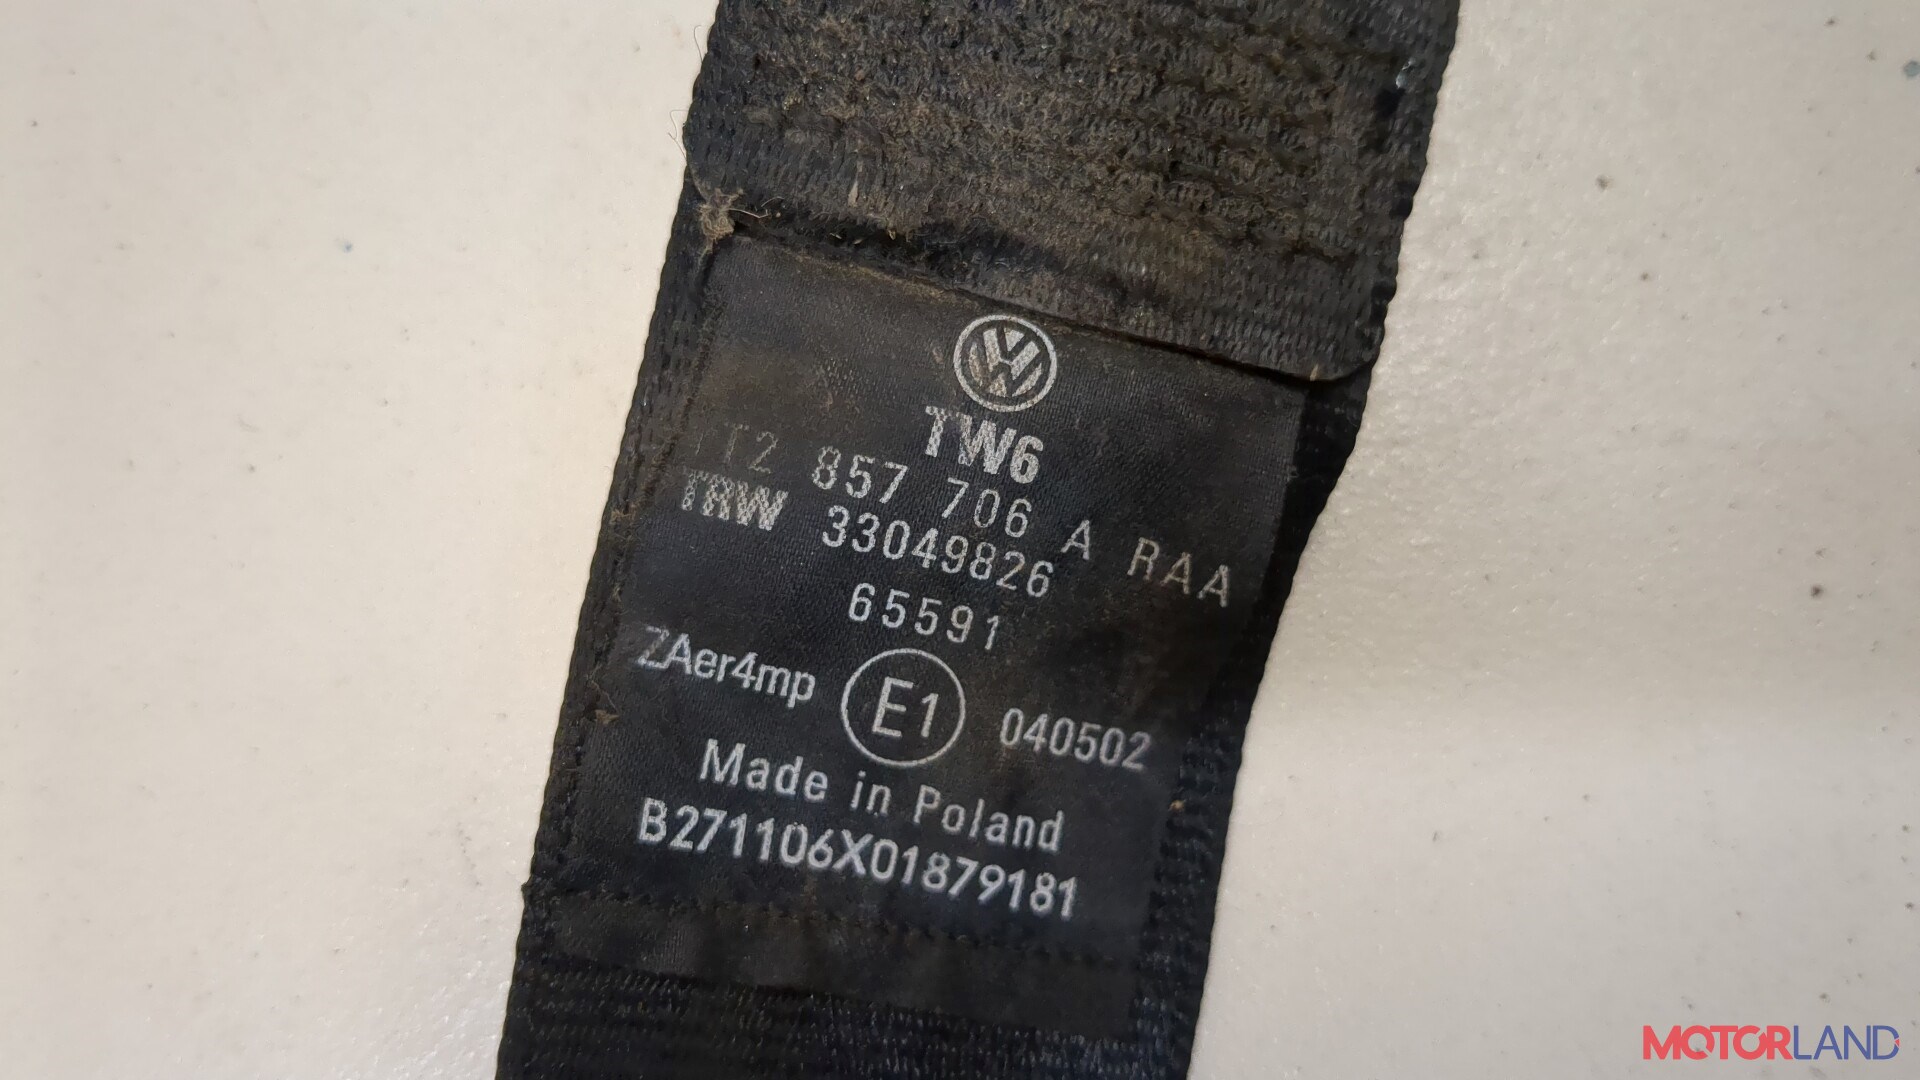 TW6
1T2 857 706 A RAA
TRW 33049826
65591
ZAer4mp E1 040502
Made in Poland
B271106X01879181
MOTORLAND